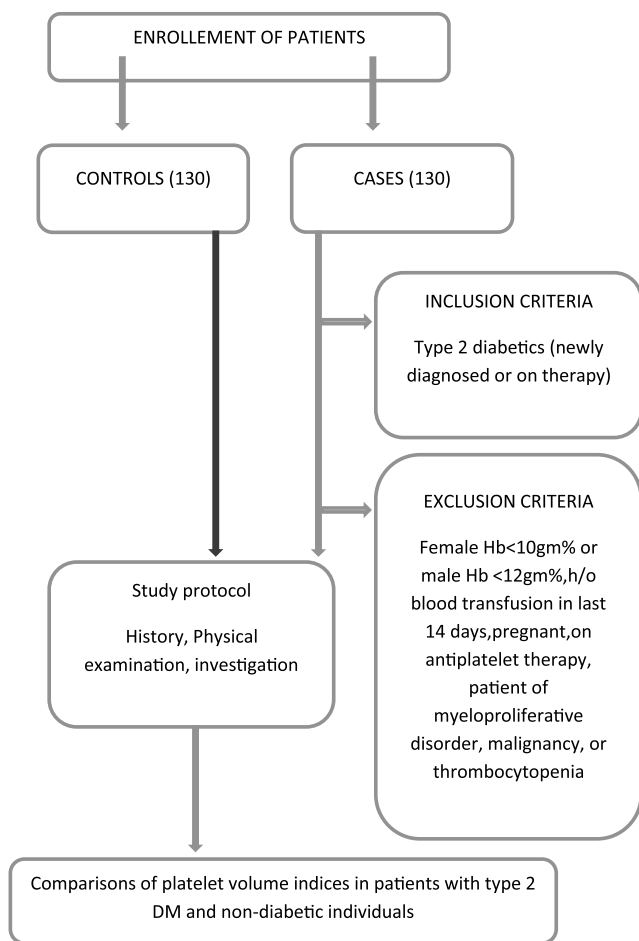 ENROLLEMENT OF PATIENTS
CONTROLS (130)
CASES (130)
INCLUSION CRITERIA
Type 2 diabetics (newly
diagnosed or on therapy)
EXCLUSION CRITERIA
Female Hb<10gm% or
male Hb <12gm%,h/o
blood transfusion in last
14 days,pregnant,on
antiplatelet therapy,
patient of
myeloproliferative
disorder, malignancy, or
thrombocytopenia
Study protocol
History, Physical
examination, investigation
Comparisons of platelet volume indices in patients with type 2
DM and non-diabetic individuals